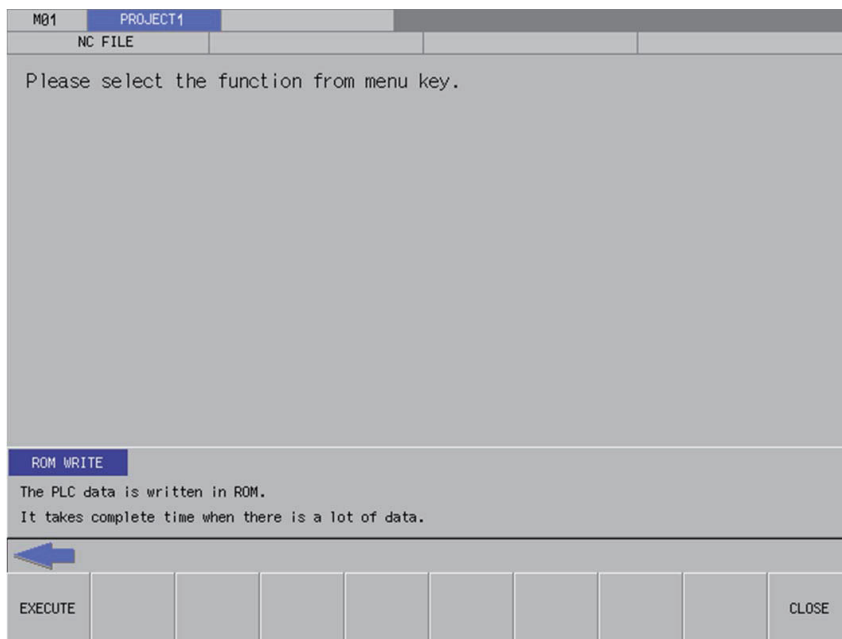 M01 PROJECT1
NC FILE
Please select the function from menu key.
ROM WRITE
The PLC data is written in ROM.
It takes complete time when there is a lot of data.
EXECUTE CLOSE